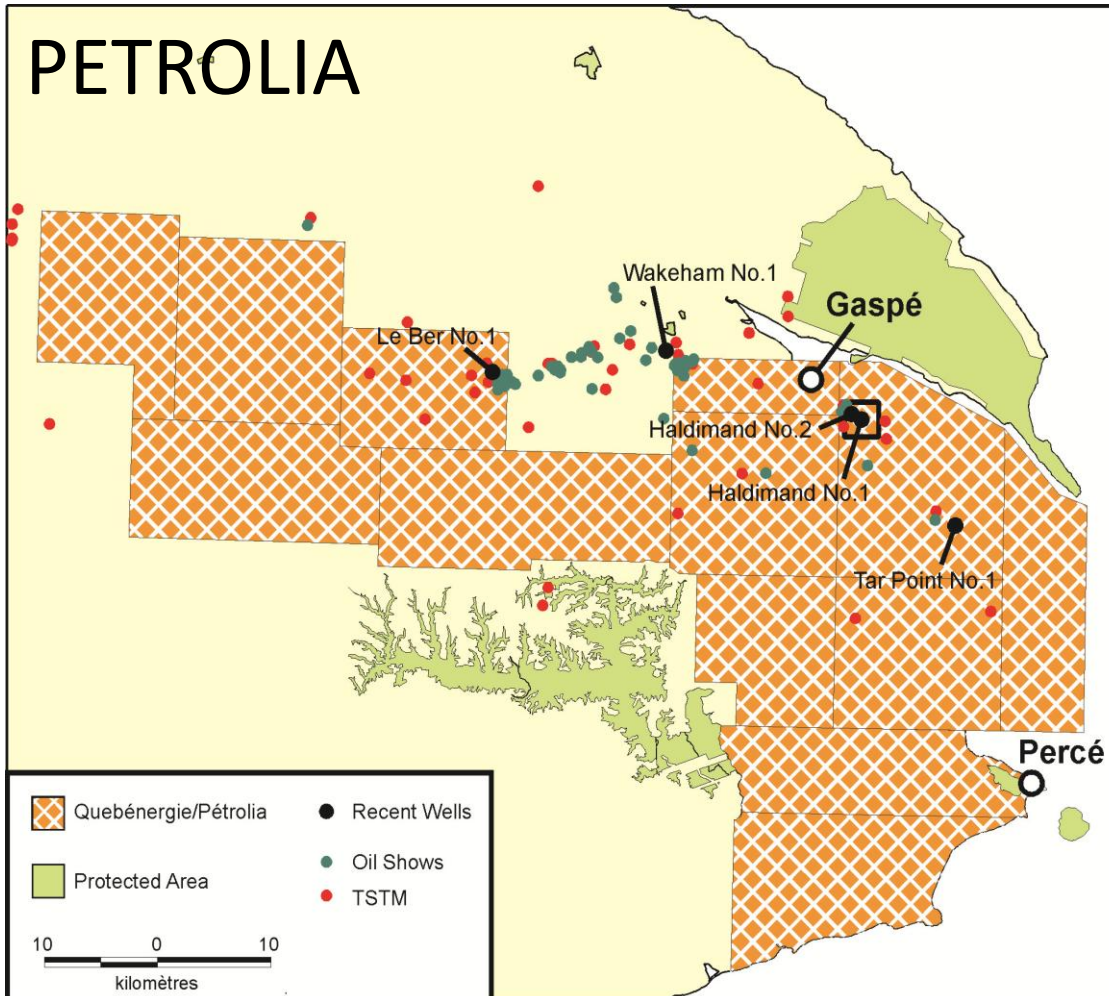 PETROLIA
Wakeham No.1
Gaspé
Le Ber No.1
Haldimand No.2
Haldimand No.1
Tar Point No.1
Percé
Quebénergie/Pétrolia
Recent Wells
Oil Shows
Protected Area
TSTM
10 0 10
kilomètres